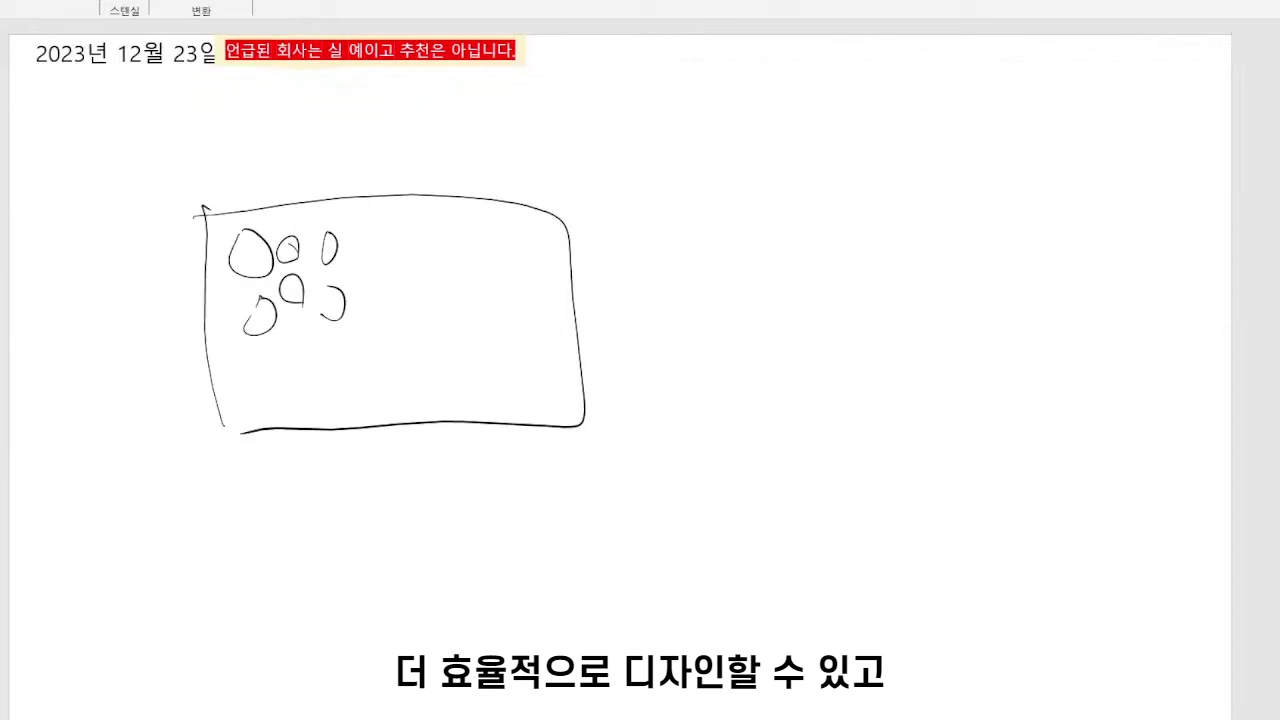 스텐실 변환
2023년 12월 23일 언급된 회사는 실 예이고 추천은 아닙니다.
더 효율적으로 디자인할 수 있고